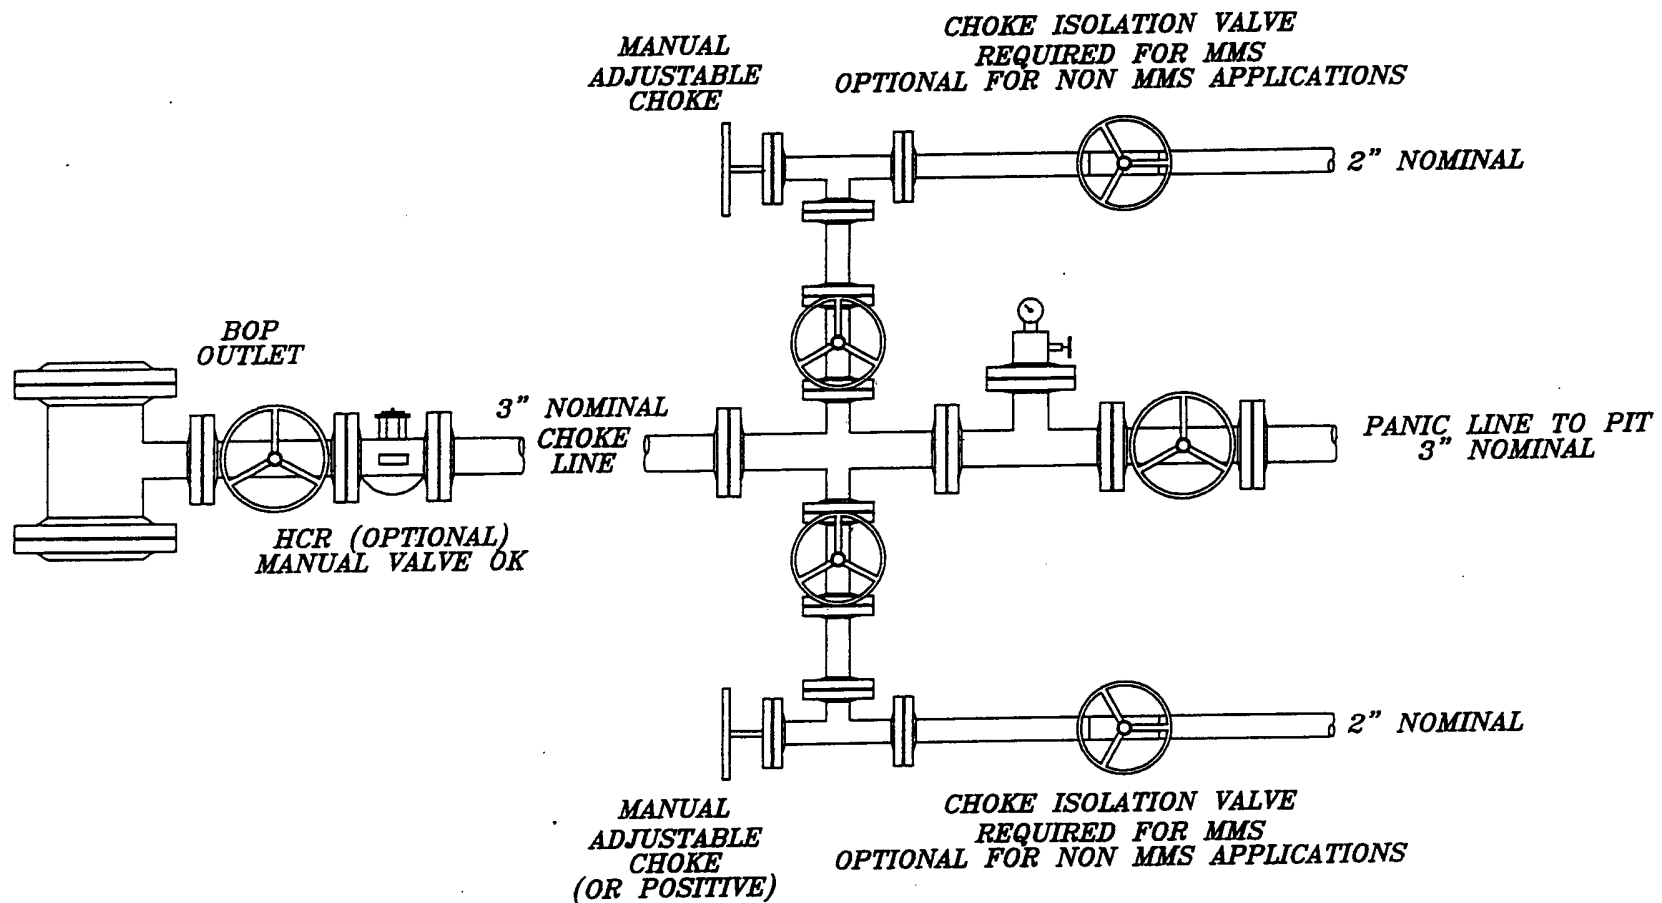 MANUAL
ADJUSTABLE
CHOKE
CHOKE ISOLATION VALVE
REQUIRED FOR MMS
OPTIONAL FOR NON MMS APPLICATIONS
2" NOMINAL
BOP
OUTLET
3" NOMINAL
CHOKE
LINE
PANIC LINE TO PIT
3" NOMINAL
HCR (OPTIONAL)
MANUAL VALVE OK
2" NOMINAL
MANUAL
ADJUSTABLE
CHOKE
(OR POSITIVE)
CHOKE ISOLATION VALVE
REQUIRED FOR MMS
OPTIONAL FOR NON MMS APPLICATIONS